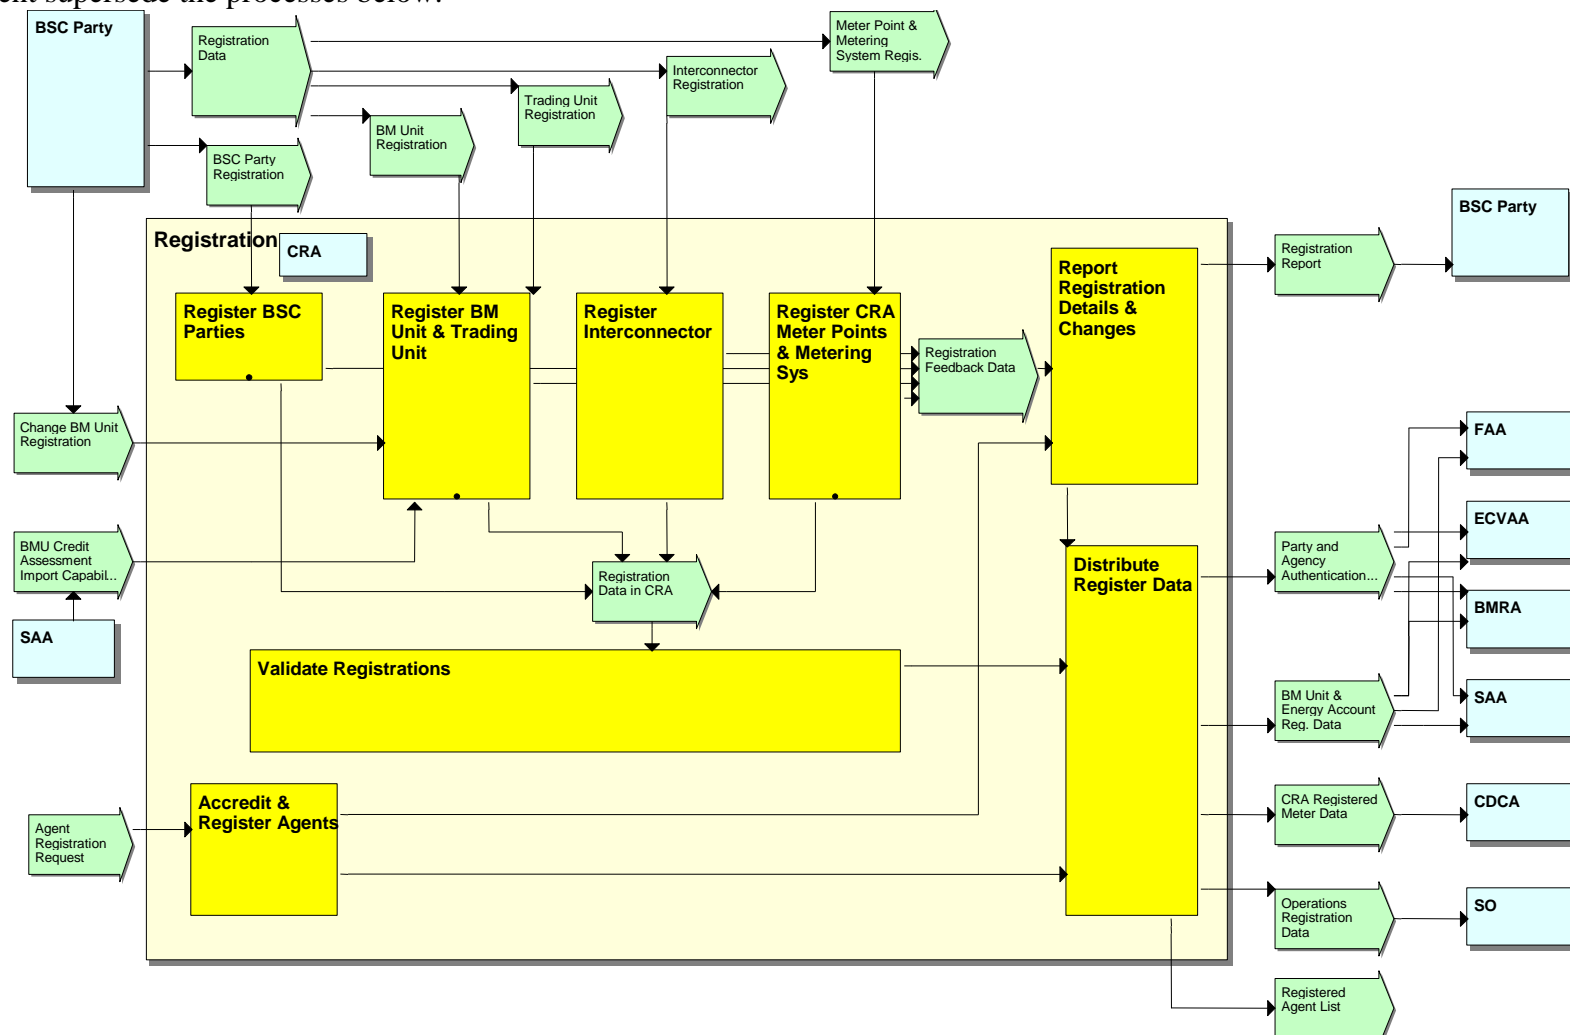 ent supersede the processes below.
BSC Party
Registration
Data
Meter Point &
Metering
System Regis.
Interconnector
Registration
Trading Unit
Registration
BM Unit
Registration
BSC Party
Registration
BSC Party
Registration
CRA
Registration
Report
Report
Registration
Details &
Changes
Register BSC
Parties
Register BM
Unit & Trading
Unit
Register
Interconnector
Register CRA
Meter Points
& Metering
Sys
Registration
Feedback Data
Change BM Unit
Registration
FAA
ECVAA
BMU Credit
Assessment
Import Capabil...
Registration
Data in CRA
Distribute
Register Data
Party and
Agency
Authentication...
BMRA
SAA
Validate Registrations
BM Unit &
Energy Account
Reg. Data
SAA
Accredit &
Register Agents
CRA Registered
Meter Data
CDCA
Agent
Registration
Request
Operations
Registration
Data
SO
Registered
Agent List